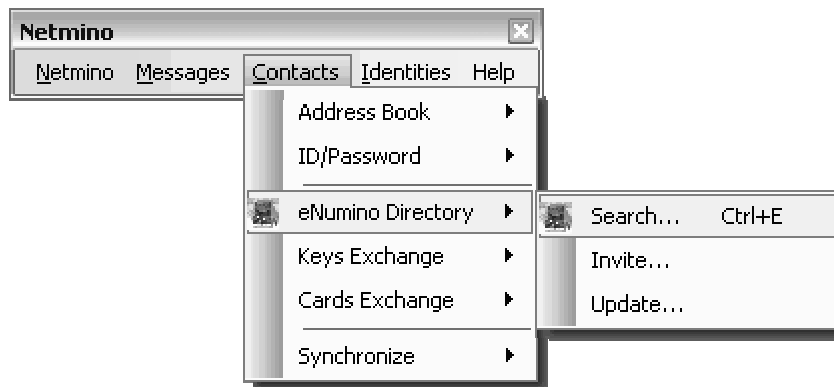 Netmino
Netmino Messages Contacts Identities Help
Address Book
ID/Password
eNumino Directory
Search... Ctrl+E
Keys Exchange
Invite...
Cards Exchange
Update...
Synchronize